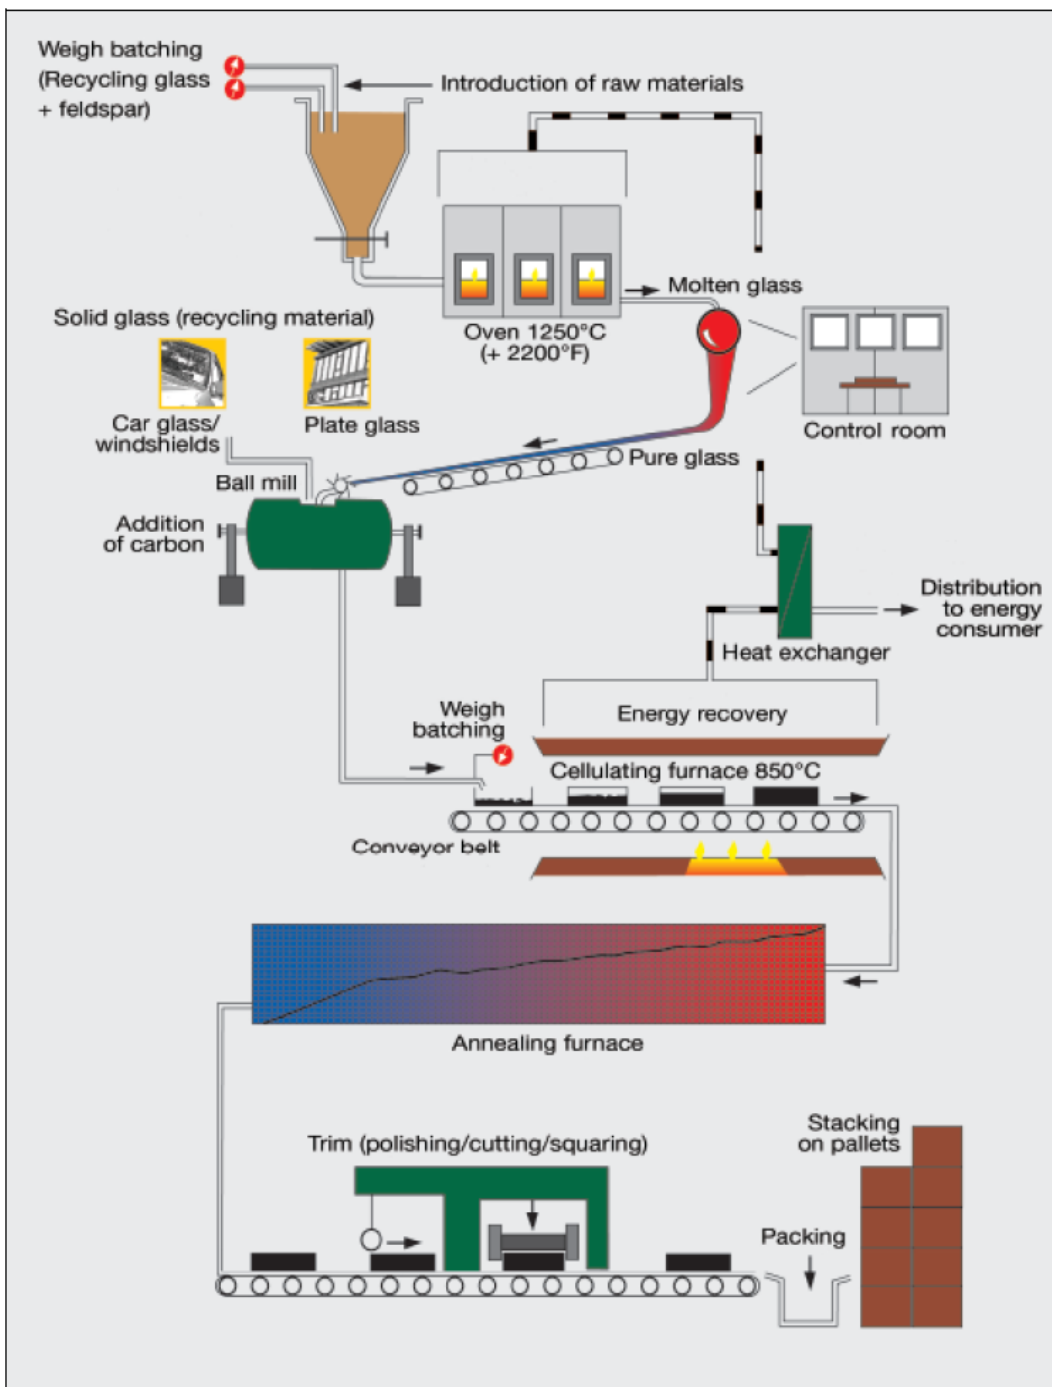 Weigh batching
(Recycling glass
+ feldspar)
Introduction of raw materials
Molten glass
Solid glass (recycling material)
Oven 1250°C
(+ 2200°F)
Car glass/
windshields
Plate glass
Control room
Pure glass
Ball mill
Addition
of carbon
Distribution
to energy
consumer
Heat exchanger
Weigh
batching
Energy recovery
Cellulating furnace 850°C
Conveyor belt
Annealing furnace
Trim (polishing/cutting/squaring)
Stacking
on pallets
Packing